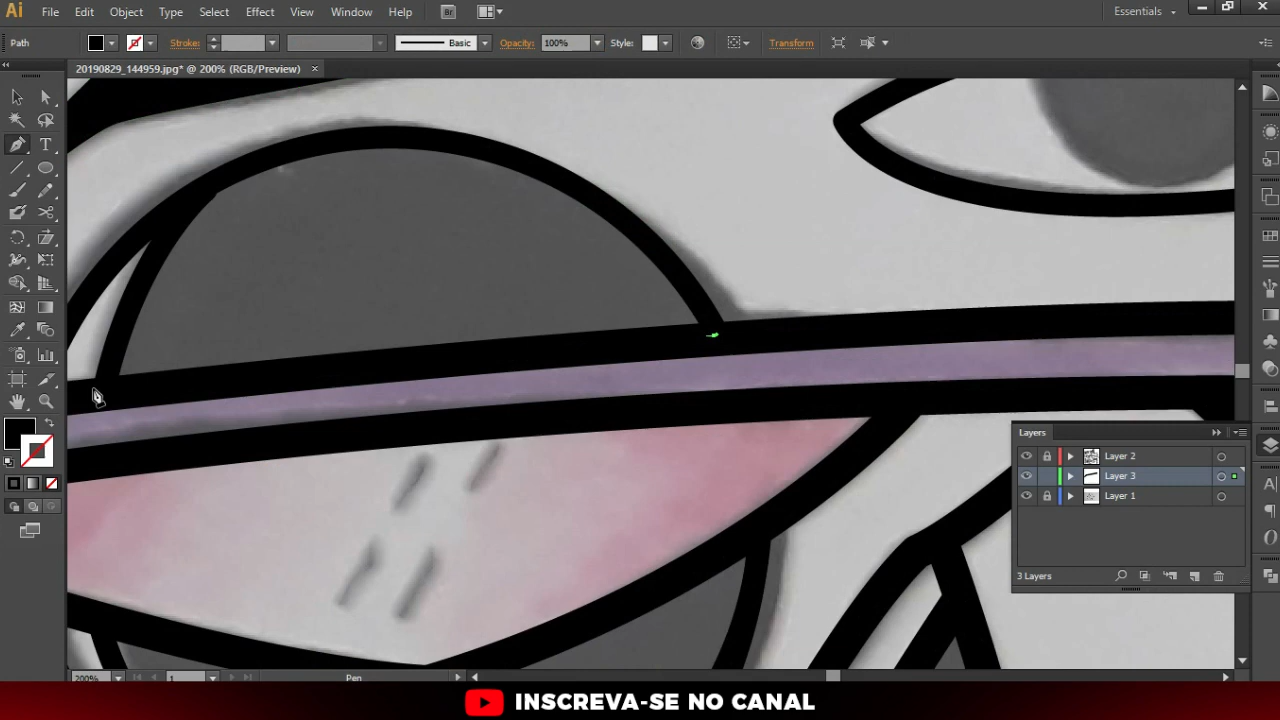 Ai File Edit Object Type Select Effect View Window Help Br Essentials
Path Stroke: Basic Opacity: 100% Style: Transform
20190829_144959.jpg* @ 200% (RGB/Preview)
Layers
Layer 2
Layer 3
Layer 1
3 Layers
200% 1 Pen
INSCREVA-SE NO CANAL